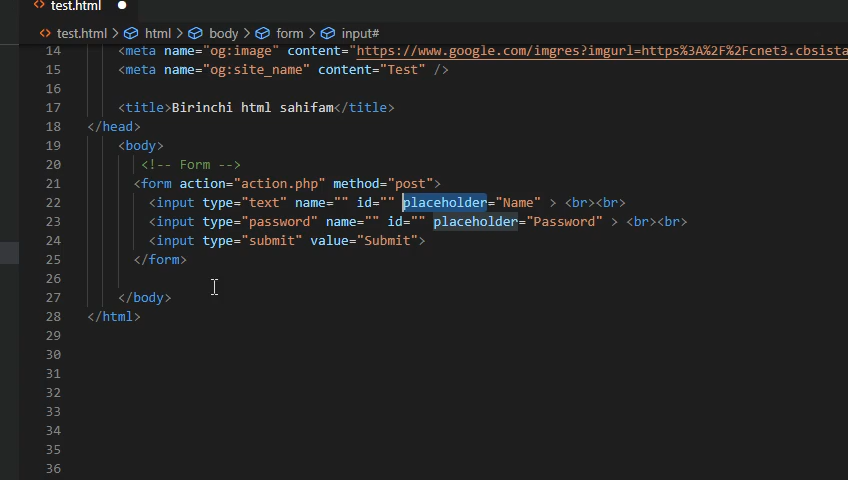 <> test.html ●
<> test.html > html > body > form > input#
14 <meta name="og:image" content="https://www.google.com/imgres?imgurl=https%3A%2F%2Fcnet3.cbsista
15 <meta name="og:site_name" content="Test" />
16
17 <title>Birinchi html sahifam</title>
18 </head>
19 <body>
20 <!-- Form -->
21 <form action="action.php" method="post">
22 <input type="text" name="" id="" placeholder="Name" > <br><br>
23 <input type="password" name="" id="" placeholder="Password" > <br><br>
24 <input type="submit" value="Submit">
25 </form>
26
27 </body>
28 </html>
29
30
31
32
33
34
35
36